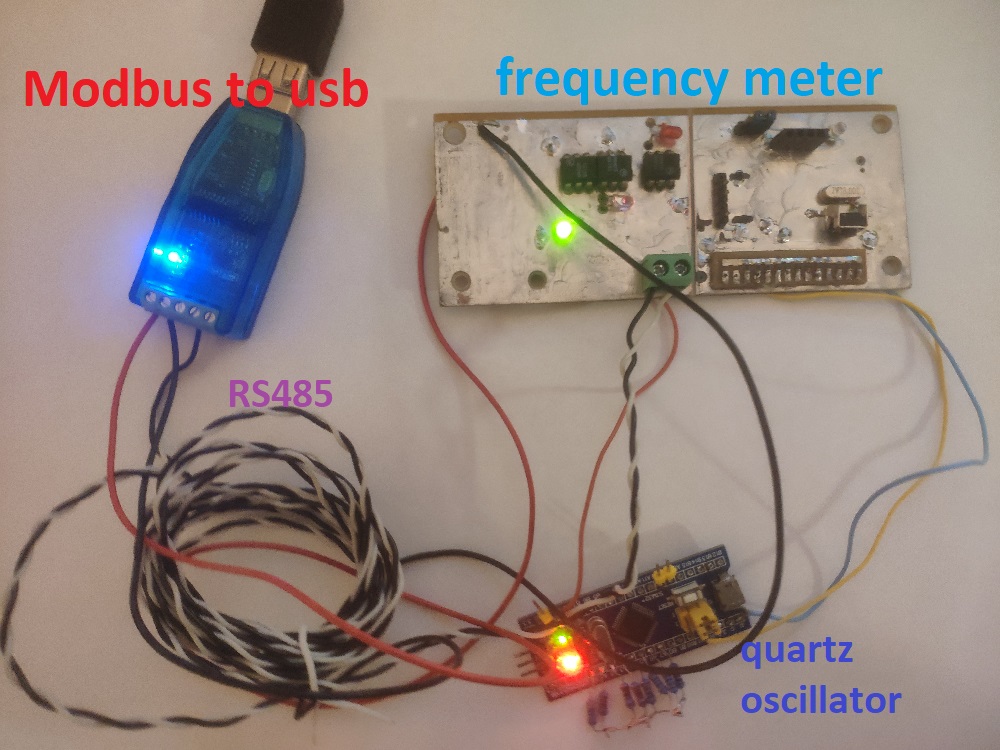 Modbus to usb
frequency meter
RS485
quartz
oscillator